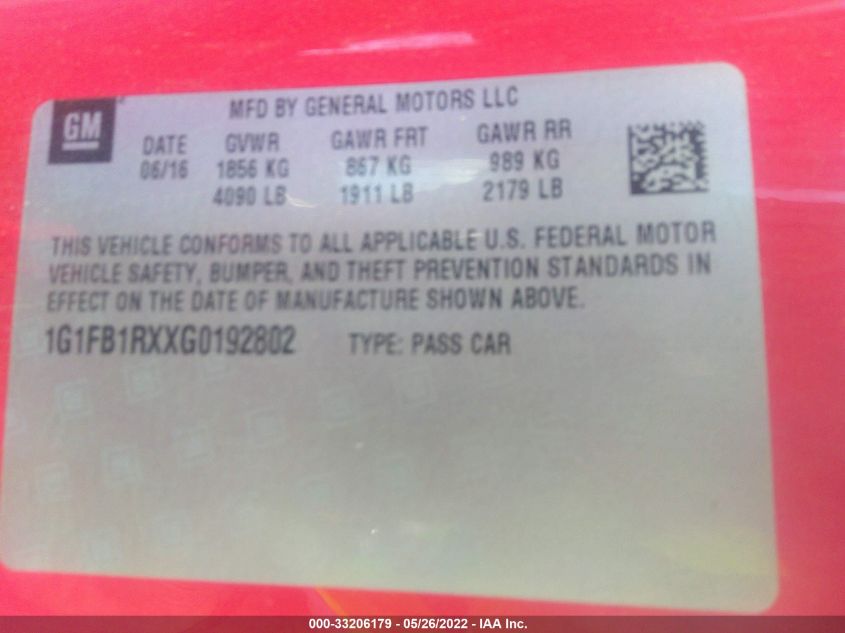 GM
MFD BY GENERAL MOTORS LLC
DATE GVWR GAWR FRT GAWR RR
06/16 1856 KG 867 KG 989 KG
4090 LB 1911 LB 2179 LB
THIS VEHICLE CONFORMS TO ALL APPLICABLE U.S. FEDERAL MOTOR
VEHICLE SAFETY, BUMPER, AND THEFT PREVENTION STANDARDS IN
EFFECT ON THE DATE OF MANUFACTURE SHOWN ABOVE.
1G1FB1RXXG0192802 TYPE: PASS CAR
000-33206179 - 05/26/2022 - IAA Inc.